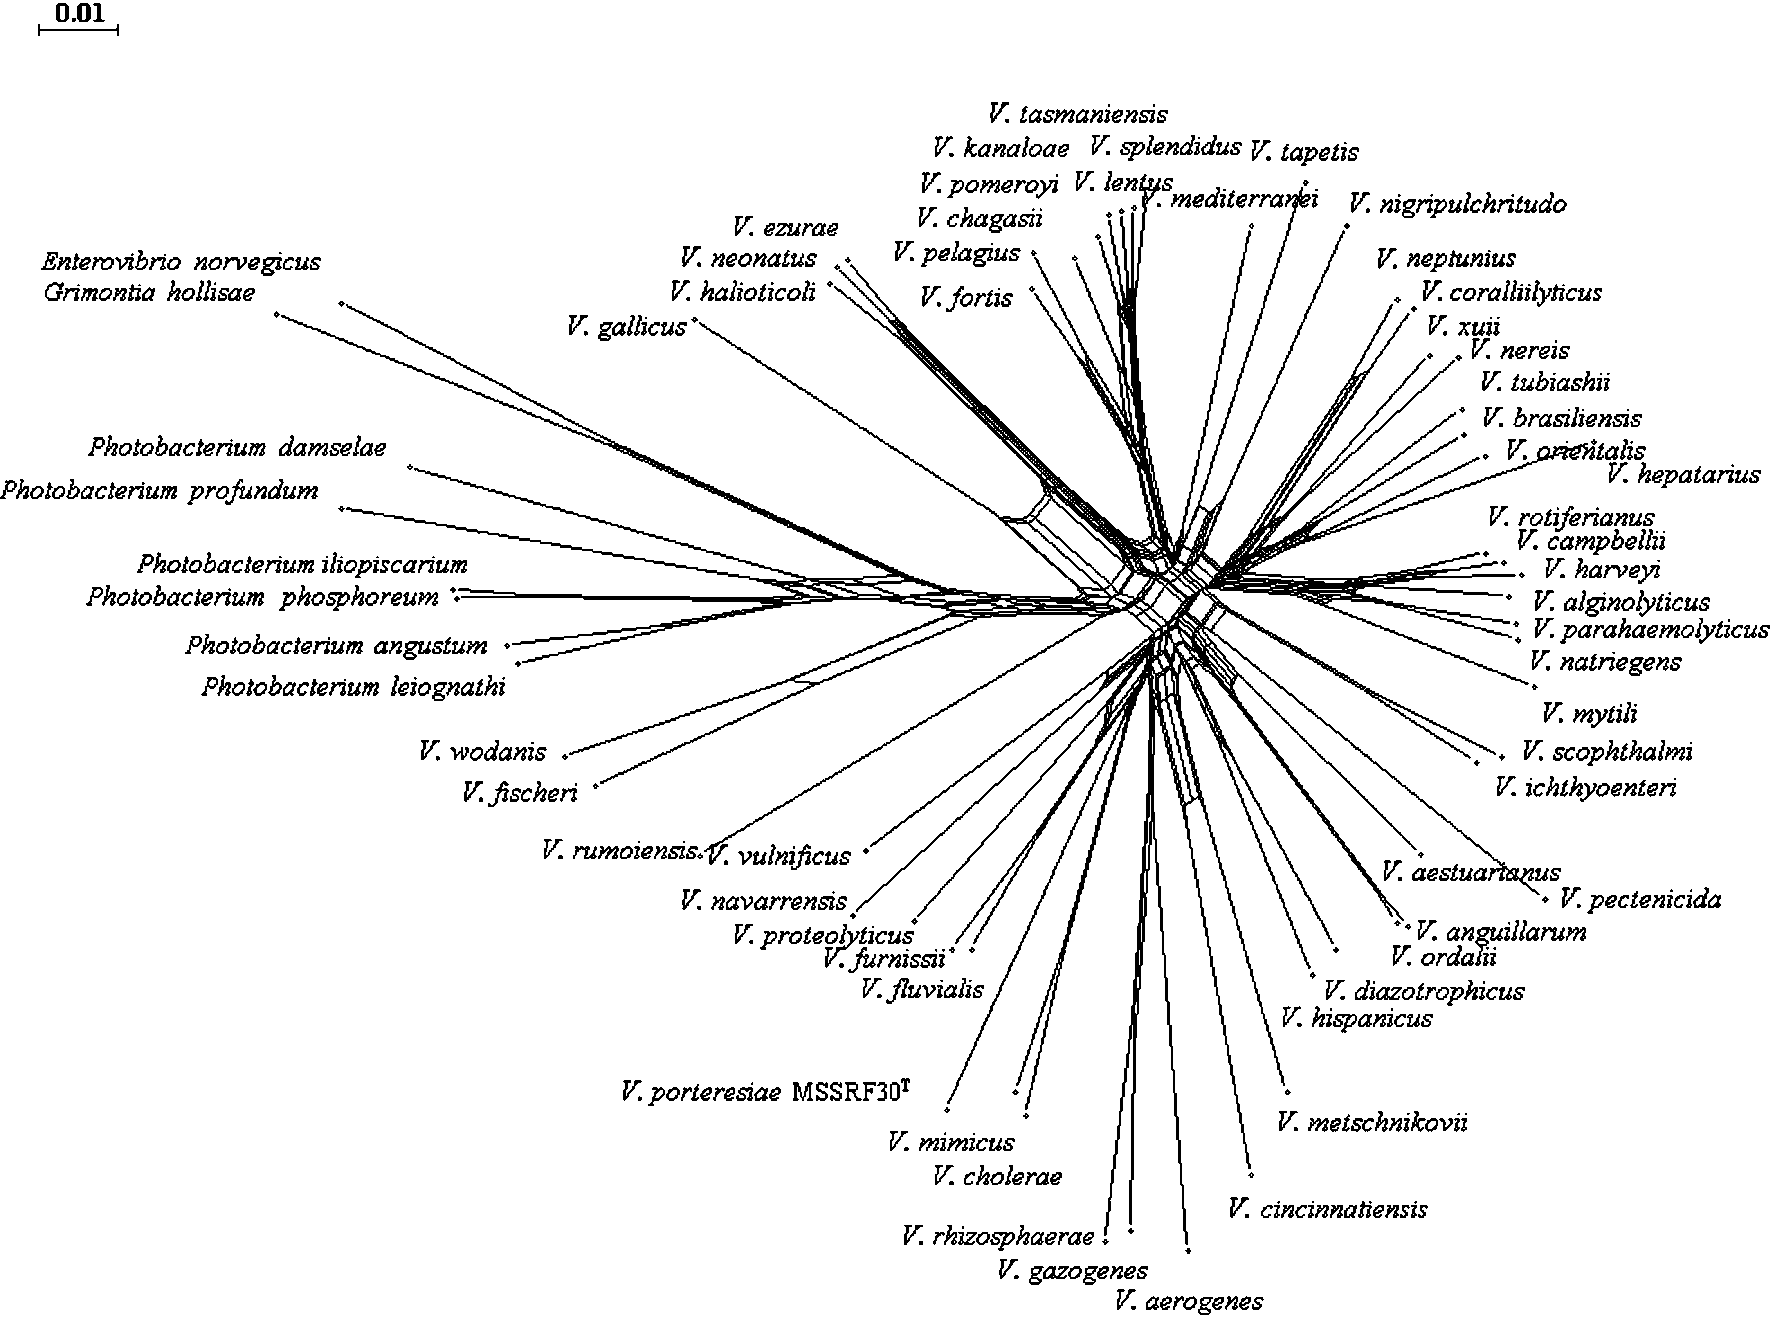 0.01
V. tasmaniensis
V. kanaloae
V. splendidus
V. tapetis
V. pomeroyi
V. lentus
V. mediterranei
V. nigripulchritudo
V. chagasii
V. ezurae
V. pelagius
V. neonatus
V. neptunius
Enterovibrio norvegicus
Grimontia hollisae
V. halioticoli
V. fortis
V. coralliilyticus
V. gallicus
V. xuii
V. nereis
V. tubiashii
V. brasiliensis
Photobacterium damselae
V. orientalis
V. hepatarius
Photobacterium profundum
V. rotiferianus
V. campbellii
Photobacterium iliopiscarium
V. harveyi
Photobacterium phosphoreum
V. alginolyticus
V. parahaemolyticus
Photobacterium angustum
V. natriegens
Photobacterium leiognathi
V. mytili
V. wodanis
V. scophthalmi
V. fischeri
V. ichthyoenteri
V. rumoiensis
V. vulnificus
V. aestuarianus
V. navarrensis
V. pectenicida
V. proteolyticus
V. anguillarum
V. furnissii
V. ordalii
V. fluvialis
V. diazotrophicus
V. hispanicus
V. porteresiae MSSRF30T
V. metschnikovii
V. mimicus
V. cholerae
V. cincinnatiensis
V. rhizosphaerae
V. gazogenes
V. aerogenes